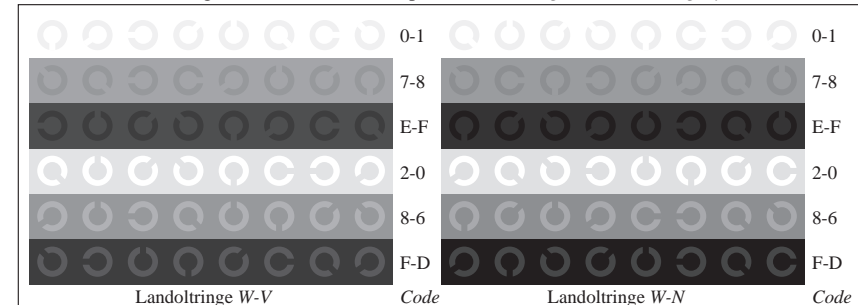 0-1 0-1
7-8 7-8
E-F E-F
2-0 2-0
8-6 8-6
F-D F-D
Landoltringe W-V Code Landoltringe W-N Code